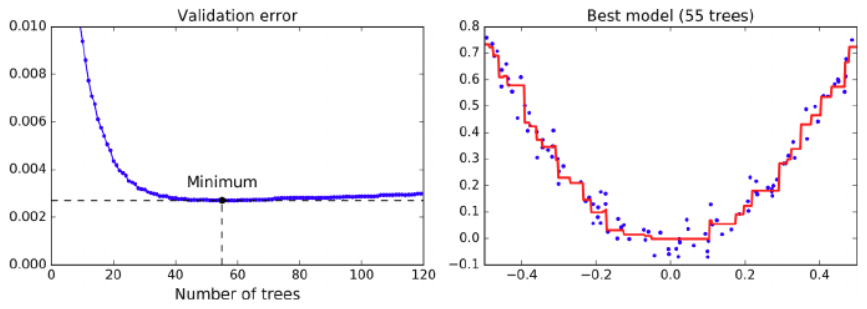 Validation error
0.010
0.008
0.006
0.004
0.002
0.000
Minimum
0 20 40 60 80 100 120
Number of trees
Best model (55 trees)
0.8
0.7
0.6
0.5
0.4
0.3
0.2
0.1
0.0
−0.1
−0.4 −0.2 0.0 0.2 0.4